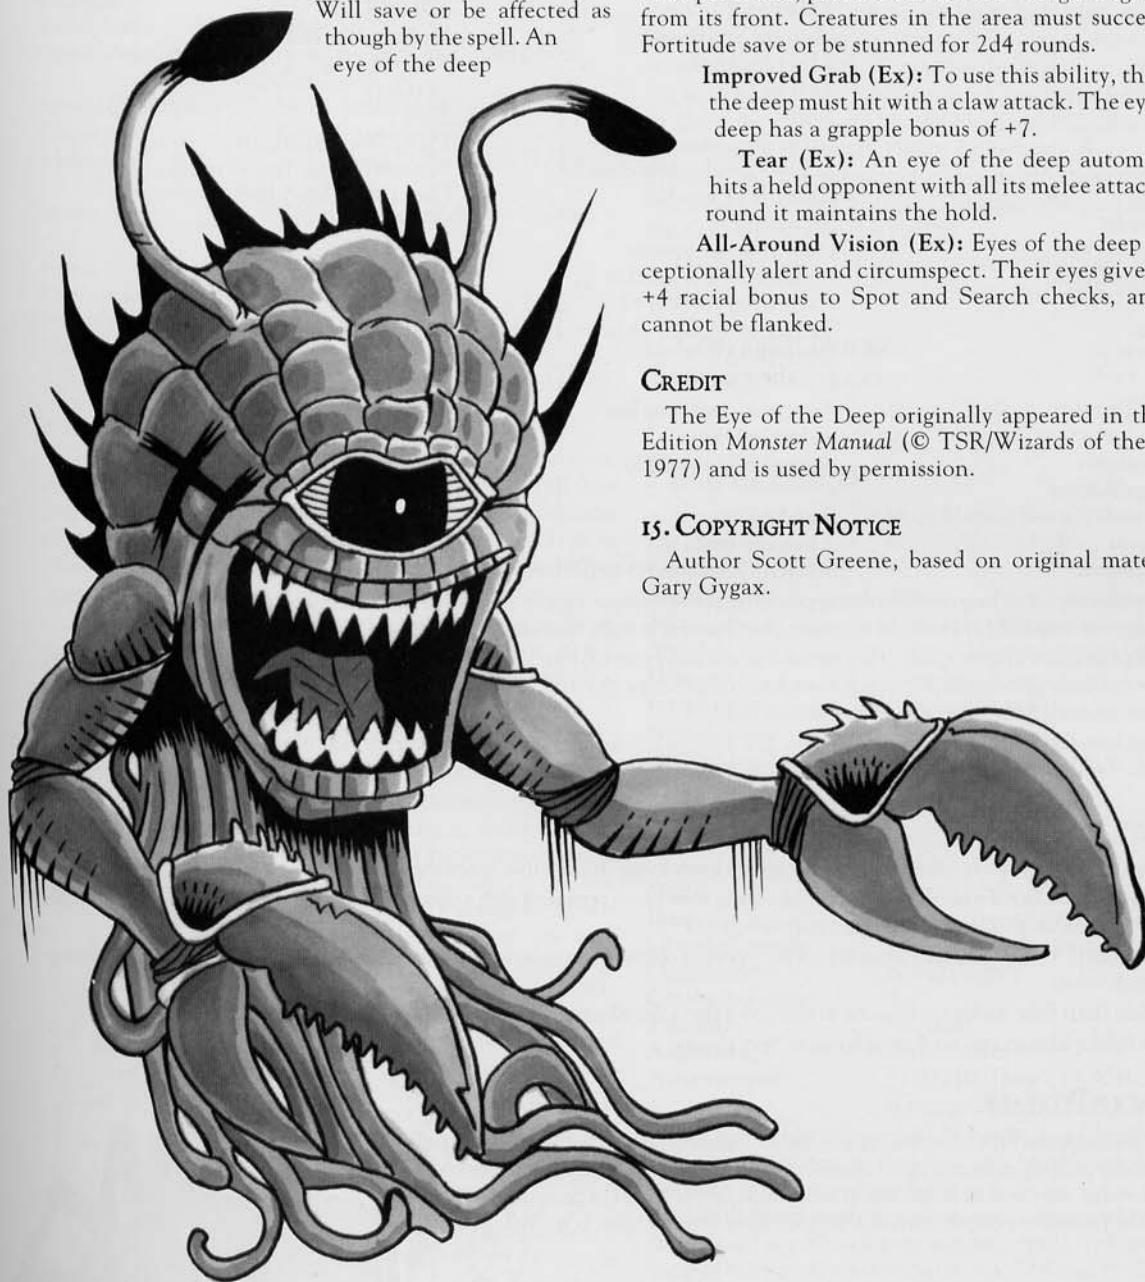 Will save or be affected as
though by the spell. An
eye of the deep
from its front. Creatures in the area must succe
Fortitude save or be stunned for 2d4 rounds.
Improved Grab (Ex): To use this ability, th
the deep must hit with a claw attack. The ey
deep has a grapple bonus of +7.
Tear (Ex): An eye of the deep autom
hits a held opponent with all its melee attac
round it maintains the hold.
All-Around Vision (Ex): Eyes of the deep
ceptionally alert and circumspect. Their eyes give
+4 racial bonus to Spot and Search checks, an
cannot be flanked.
CREDIT
The Eye of the Deep originally appeared in th
Edition Monster Manual (© TSR/Wizards of the
1977) and is used by permission.
15. COPYRIGHT NOTICE
Author Scott Greene, based on original mate
Gary Gygax.